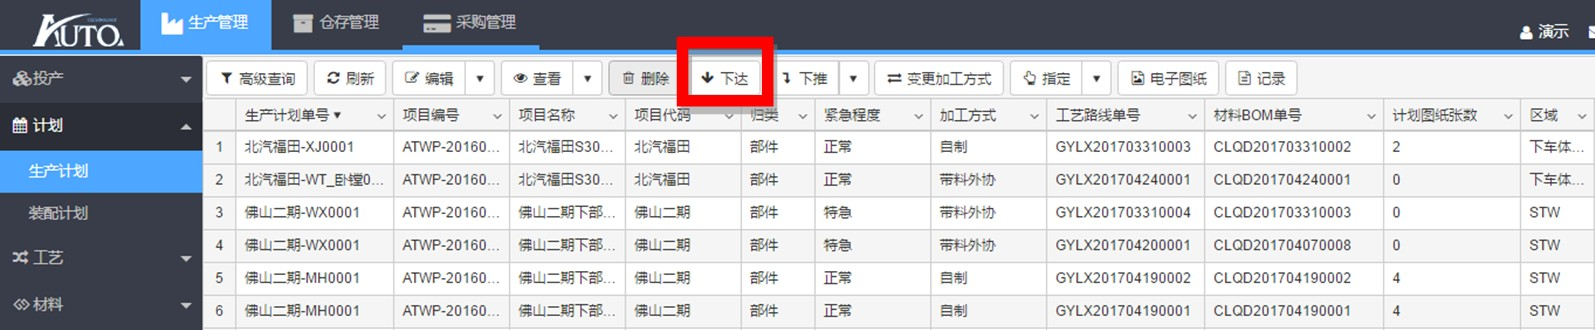 AUTO 生产管理 仓存管理 采购管理 演示
投产 高级查询 刷新 编辑 查看 删除 下达 下推 变更加工方式 指定 电子图纸 记录
计划 生产计划单号 项目编号 项目名称 项目代码 归类 紧急程度 加工方式 工艺路线单号 材料BOM单号 计划图纸张数 区域
1 北汽福田-XJ0001 ATWP-20160... 北汽福田S30... 北汽福田 部件 正常 自制 GYLX201703310003 CLQD201703310002 2 下车体...
生产计划 2 北汽福田-WT_卧镗0... ATWP-20160... 北汽福田S30... 北汽福田 部件 正常 带料外协 GYLX201704240001 CLQD201704240001 0 下车体...
装配计划 3 佛山二期-WX0001 ATWP-20160... 佛山二期下部... 佛山二期 部件 特急 带料外协 GYLX201703310004 CLQD201703310003 0 STW
工艺 4 佛山二期-WX0001 ATWP-20160... 佛山二期下部... 佛山二期 部件 特急 带料外协 GYLX201704200001 CLQD201704070008 0 STW
5 佛山二期-MH0001 ATWP-20160... 佛山二期下部... 佛山二期 部件 正常 自制 GYLX201704190002 CLQD201704190002 4 STW
材料 6 佛山二期-MH0001 ATWP-20160... 佛山二期下部... 佛山二期 部件 正常 自制 GYLX201704190001 CLQD201704190001 4 STW